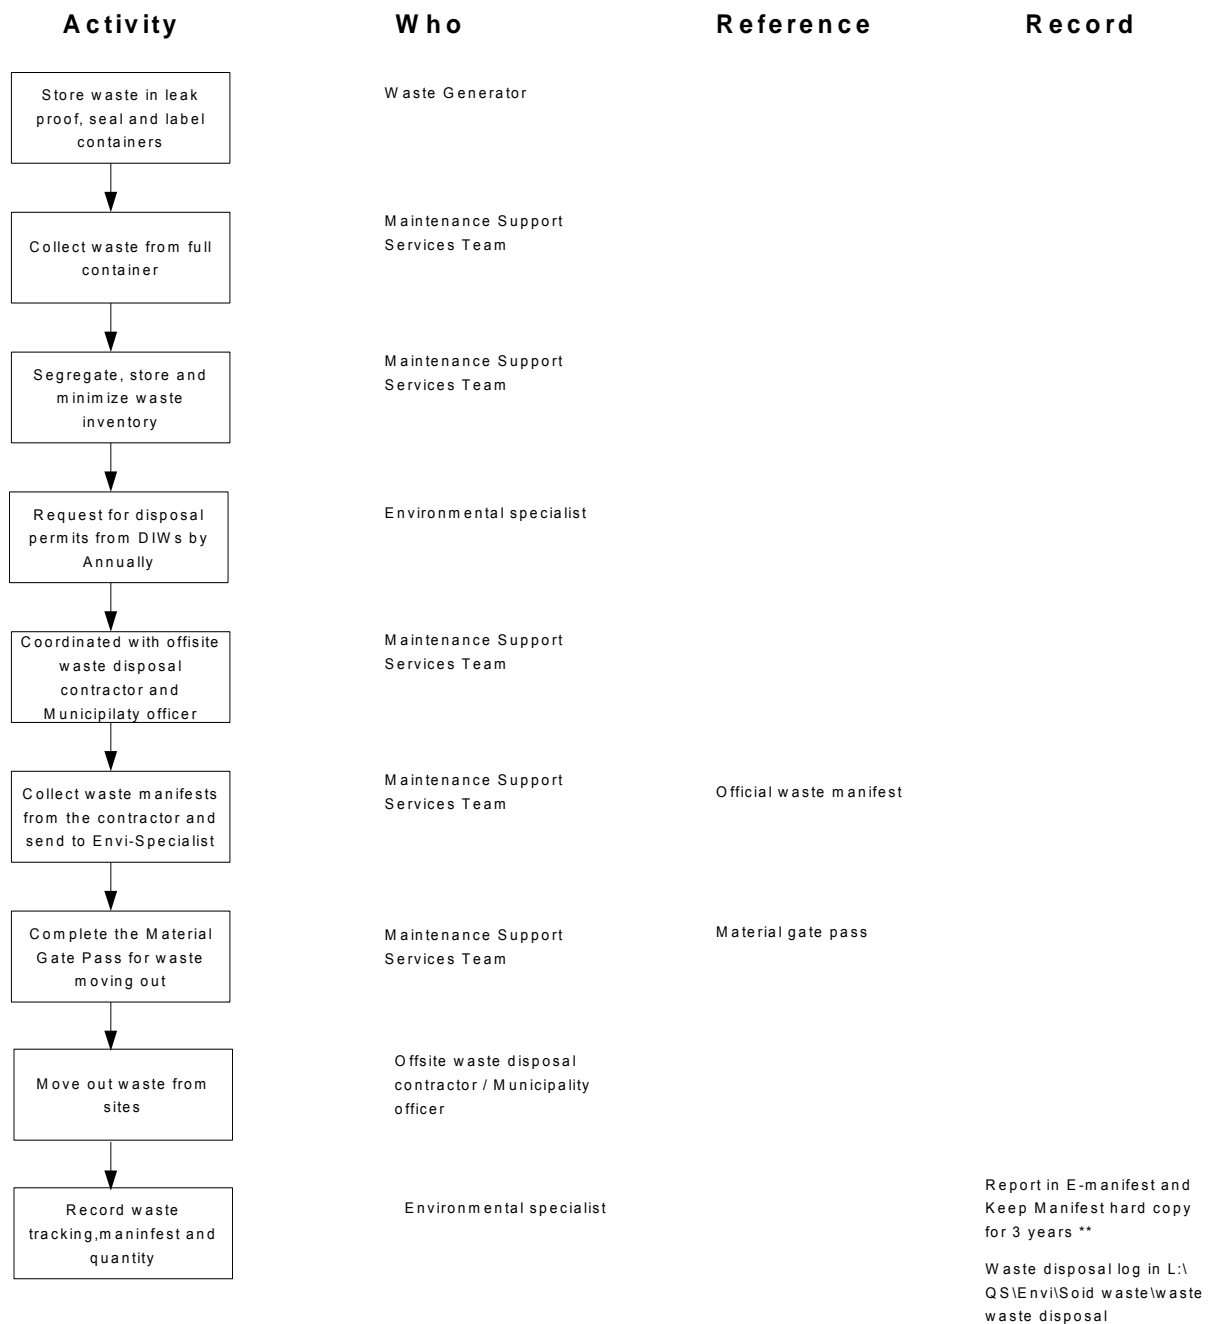 Activity Who Reference Record
Store waste in leak
proof, seal and label
containers
Waste Generator
Collect waste from full
container
Maintenance Support
Services Team
Segregate, store and
minimize waste
inventory
Maintenance Support
Services Team
Request for disposal
permits from DIWs by
Annually
Environmental specialist
Coordinated with offisite
waste disposal
contractor and
Municipilaty officer
Maintenance Support
Services Team
Collect waste manifests
from the contractor and
send to Envi-Specialist
Maintenance Support
Services Team
Official waste manifest
Complete the Material
Gate Pass for waste
moving out
Maintenance Support
Services Team
Material gate pass
Move out waste from
sites
Offsite waste disposal
contractor / Municipality
officer
Record waste
tracking,maninfest and
quantity
Environmental specialist
Report in E-manifest and
Keep Manifest hard copy
for 3 years **
Waste disposal log in L:\
QS\Envi\Soid waste\waste
waste disposal